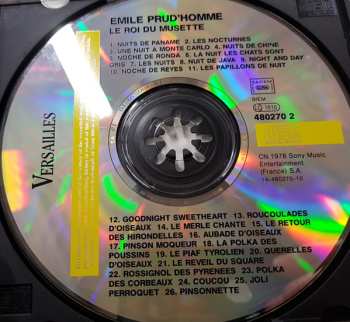 EMILE PRUD'HOMME
LE ROI DU MUSETTE
1. NUITS DE PANAME 2. LES NOCTURNES
3. UNE NUIT A MONTE CARLO 4. NUITS DE CHINE
5. NOCHE DE RONDA 6. LA NUIT LES CHATS SONT
GRIS 7. LES NUITS 8. NUIT DE JAVA 9. NIGHT AND DAY
10. NOCHE DE REYES 11. LES PAPILLONS DE NUIT
BIEM
480270 2
VERSAILLES
CN 1978 Sony Music
Entertainment
(France) S.A.
14-480270-10
12. GOODNIGHT SWEETHEART 13. ROUCOULADES
D'OISEAUX 14. LE MERLE CHANTE 15. LE RETOUR
DES HIRONDELLES 16. AUBADE D'OISEAUX
17. PINSON MOQUEUR 18. LA POLKA DES
POUSSINS 19. LE PIAF TYROLIEN 20. QUERELLES
D'OISEAUX 21. LE REVEIL DU SQUARE
22. ROSSIGNOL DES PYRENEES 23. POLKA
DES CORBEAUX 24. COUCOU 25. JOLI
PERROQUET 26. PINSONNETTE